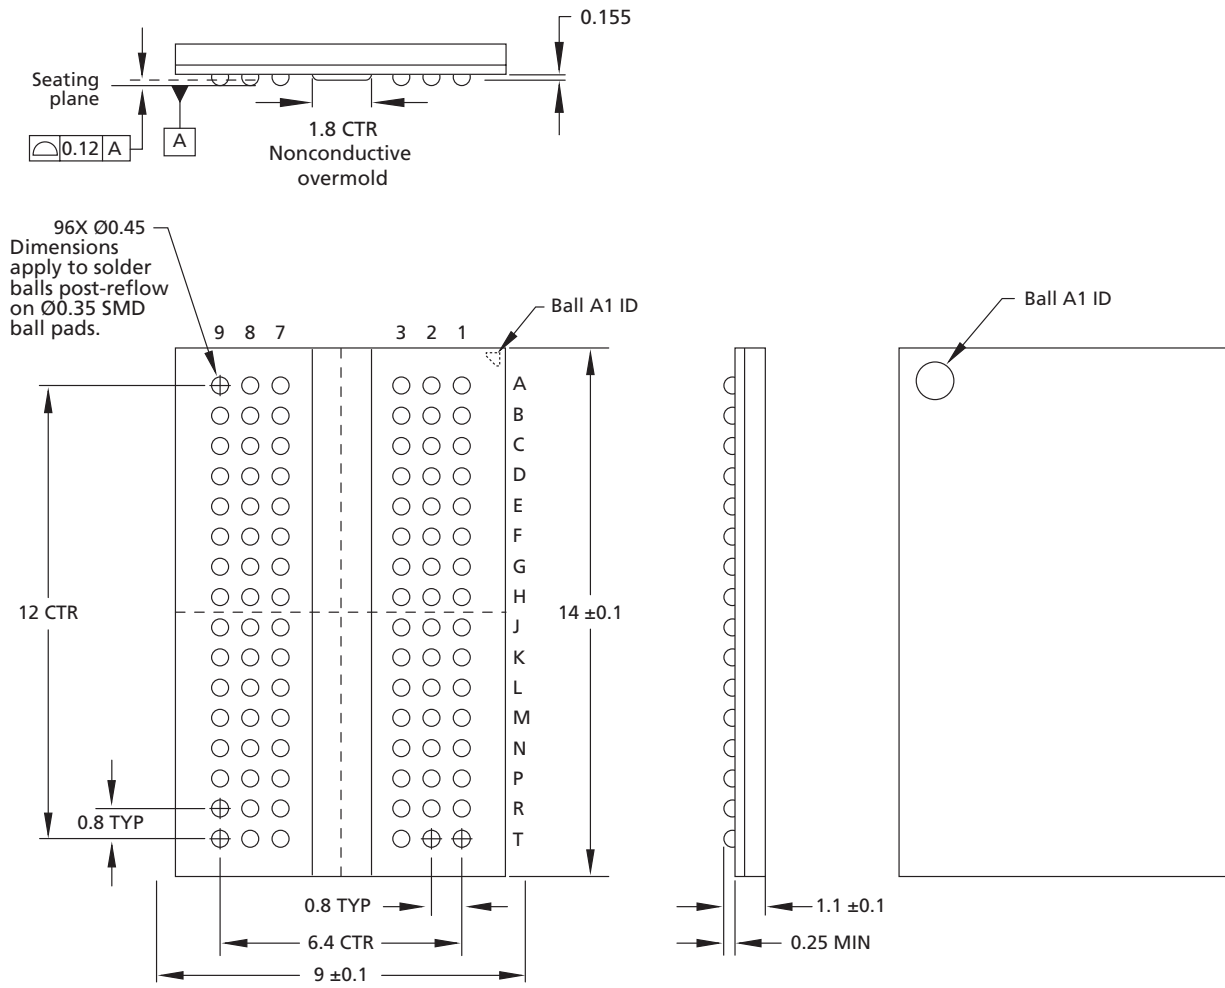 0.155
Seating
plane
0.12 A
A
1.8 CTR
Nonconductive
overmold
96X Ø0.45
Dimensions
apply to solder
balls post-reflow
on Ø0.35 SMD
ball pads.
Ball A1 ID
Ball A1 ID
9 8 7 3 2 1
A
B
C
D
E
F
G
H
12 CTR
14 ±0.1
J
K
L
M
N
P
R
0.8 TYP
T
0.8 TYP
1.1 ±0.1
6.4 CTR
0.25 MIN
9 ±0.1